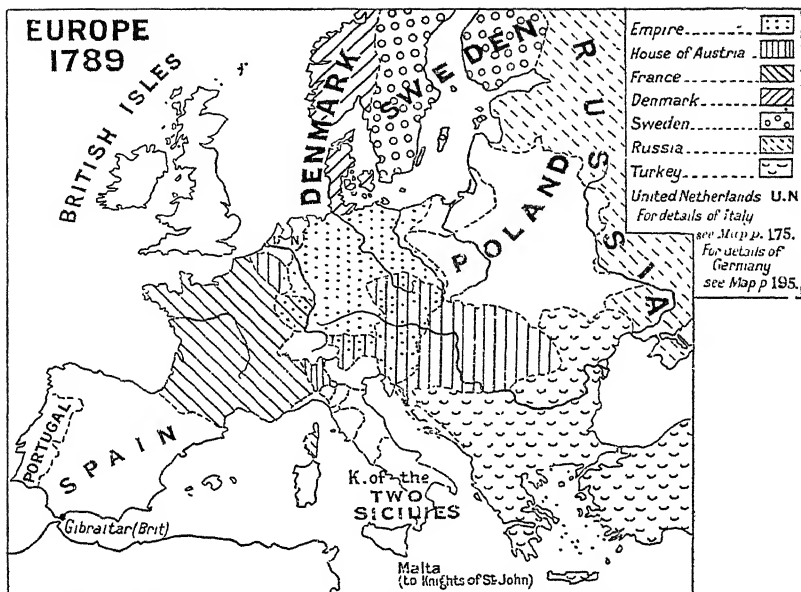 EUROPE
1789
BRITISH ISLES
DENMARK
SWEDEN
RUSSIA
POLAND
U. N.
PORTUGAL
SPAIN
Gibraltar (Brit)
K. of the
TWO
SICILIES
Malta
(to Knights of St. John)
Empire
House of Austria
France
Denmark
Sweden
Russia
Turkey
United Netherlands U.N.
For details of Italy
see Map p. 175.
For details of
Germany
see Map p 195.